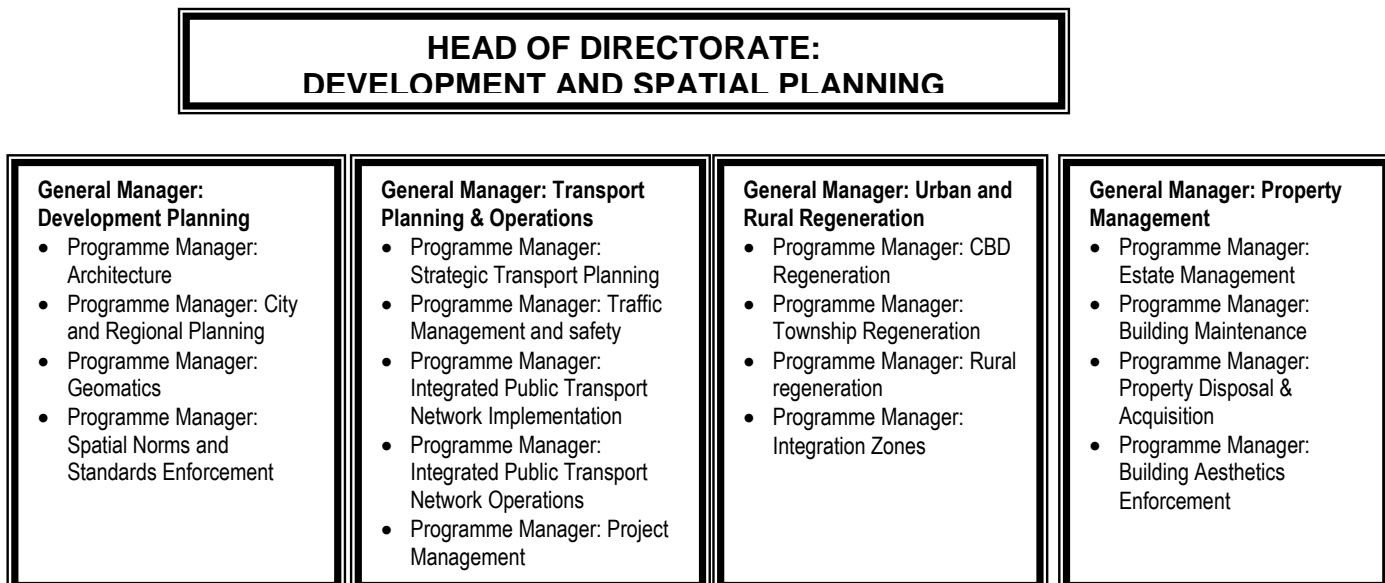 HEAD OF DIRECTORATE:
DEVELOPMENT AND SPATIAL PLANNING
General Manager:
Development Planning
• Programme Manager:
Architecture
• Programme Manager: City
and Regional Planning
• Programme Manager:
Geomatics
• Programme Manager:
Spatial Norms and
Standards Enforcement
General Manager: Transport
Planning & Operations
• Programme Manager:
Strategic Transport Planning
• Programme Manager: Traffic
Management and safety
• Programme Manager:
Integrated Public Transport
Network Implementation
• Programme Manager:
Integrated Public Transport
Network Operations
• Programme Manager: Project
Management
General Manager: Urban and
Rural Regeneration
• Programme Manager: CBD
Regeneration
• Programme Manager:
Township Regeneration
• Programme Manager: Rural
regeneration
• Programme Manager:
Integration Zones
General Manager: Property
Management
• Programme Manager:
Estate Management
• Programme Manager:
Building Maintenance
• Programme Manager:
Property Disposal &
Acquisition
• Programme Manager:
Building Aesthetics
Enforcement